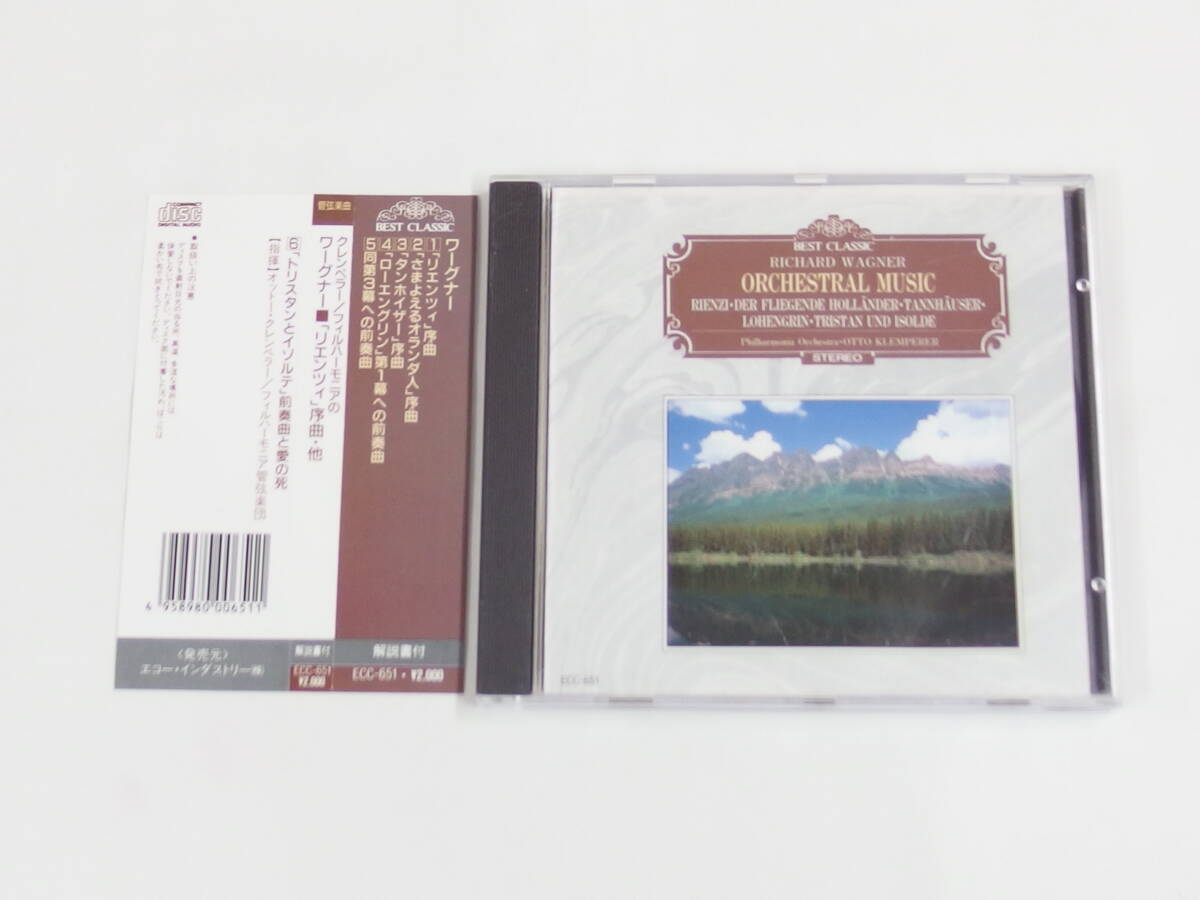 BEST CLASSIC
ワーグナー
①「リエンツィ」序曲
②「さまよえるオランダ人」序曲
③「タンホイザー」序曲
④「ローエングリン」第1幕への前奏曲
⑤同第3幕への前奏曲
解説書付
ECC-651・¥2,000
管弦楽曲
クレンペラー/フィルハーモニアの
ワーグナー■「リエンツィ」序曲・他
解説書付
ECC-651
¥2,000
⑥「トリスタンとイゾルテ」前奏曲と愛の死
【指揮】オットー・クレンペラー/フィルハーモニア管弦楽団
COMPACT
disc
DIGITAL AUDIO
●取扱い上の注意
4 958980 006511
〈発売元〉
エコー・インダストリー㈱
BEST CLASSIC
RICHARD WAGNER
ORCHESTRAL MUSIC
RIENZI・DER FLIEGENDE HOLLÄNDER・TANNHÄUSER・
LOHENGRIN・TRISTAN UND ISOLDE
Philharmonia Orchestra・OTTO KLEMPERER
STEREO
ECC-651